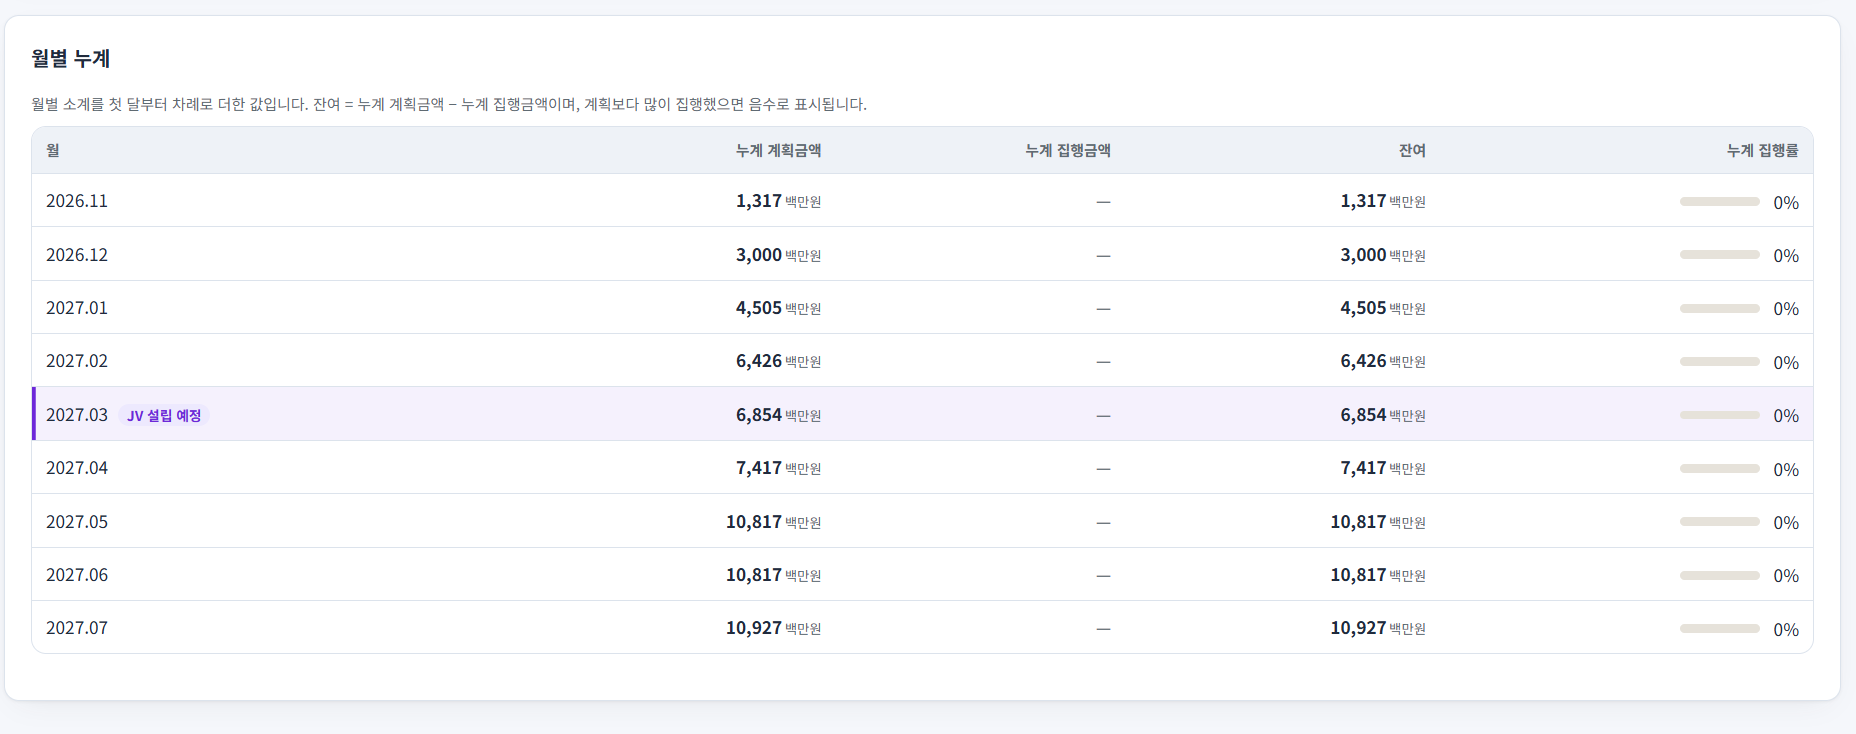 월별 누계
월별 소계를 첫 달부터 차례로 더한 값입니다. 잔여 = 누계 계획금액 − 누계 집행금액이며, 계획보다 많이 집행했으면 음수로 표시됩니다.
월 누계 계획금액 누계 집행금액 잔여 누계 집행률
2026.11 1,317 백만원 — 1,317 백만원 0%
2026.12 3,000 백만원 — 3,000 백만원 0%
2027.01 4,505 백만원 — 4,505 백만원 0%
2027.02 6,426 백만원 — 6,426 백만원 0%
2027.03 JV 설립 예정 6,854 백만원 — 6,854 백만원 0%
2027.04 7,417 백만원 — 7,417 백만원 0%
2027.05 10,817 백만원 — 10,817 백만원 0%
2027.06 10,817 백만원 — 10,817 백만원 0%
2027.07 10,927 백만원 — 10,927 백만원 0%